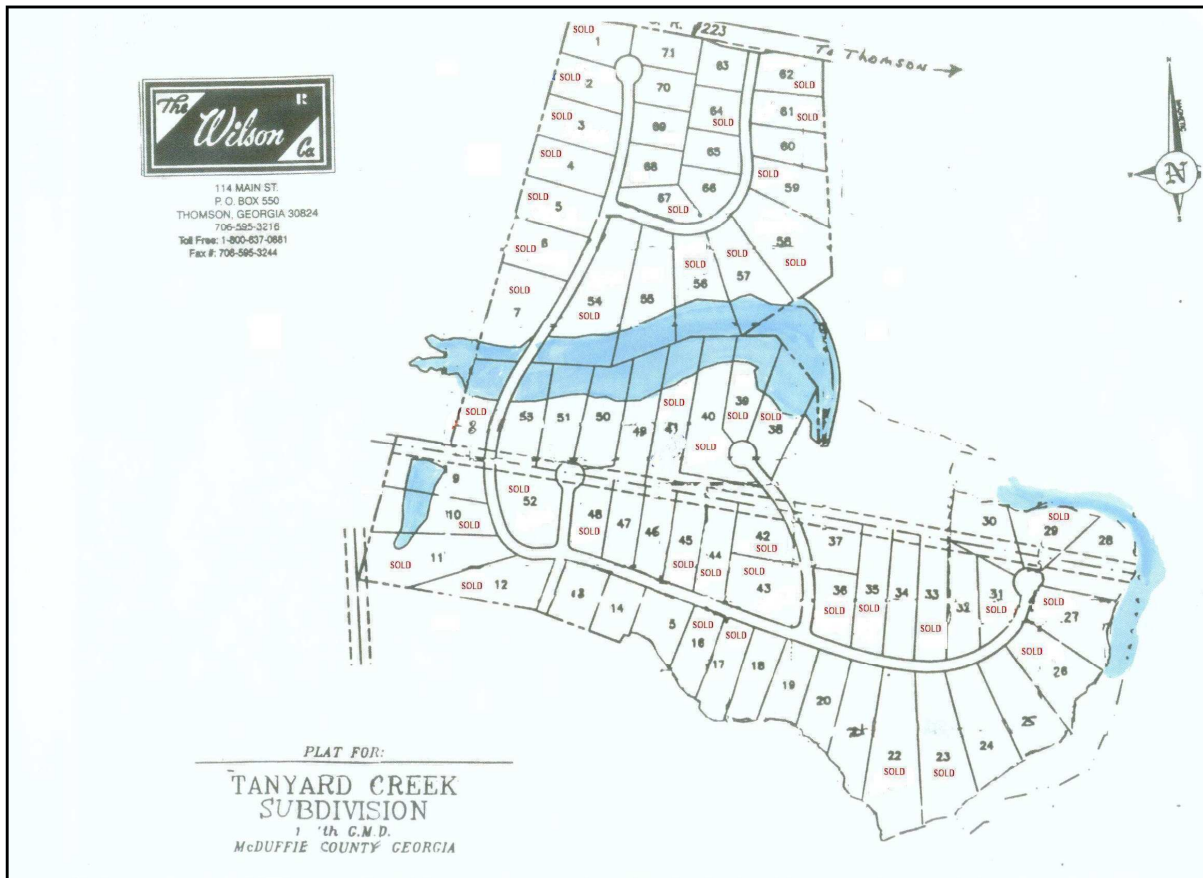 The Wilson Co.
R
114 MAIN ST.
P. O. BOX 550
THOMSON, GEORGIA 30824
706-595-3216
Toll Free: 1-800-637-0681
Fax #: 706-595-3244
R. 223
To Thomson
SOLD
1
71
63
62
SOLD
SOLD
2
70
64
SOLD
61
SOLD
SOLD
3
69
65
60
SOLD
4
68
66
SOLD
59
SOLD
5
67
SOLD
SOLD
6
58
SOLD
SOLD
7
54
SOLD
55
SOLD
56
SOLD
57
SOLD
8
53
51
50
49
SOLD
41
40
SOLD
39
SOLD
SOLD
38
9
10
SOLD
SOLD
52
48
SOLD
47
46
45
SOLD
44
SOLD
42
SOLD
SOLD
43
37
30
SOLD
29
28
SOLD
11
SOLD
12
13
14
5
SOLD
16
SOLD
17
18
19
20
21
36
SOLD
35
SOLD
34
33
SOLD
32
31
SOLD
SOLD
27
SOLD
26
22
SOLD
23
SOLD
24
25
PLAT FOR:
TANYARD CREEK
SUBDIVISION
1 'th G.M.D.
McDUFFIE COUNTY GEORGIA